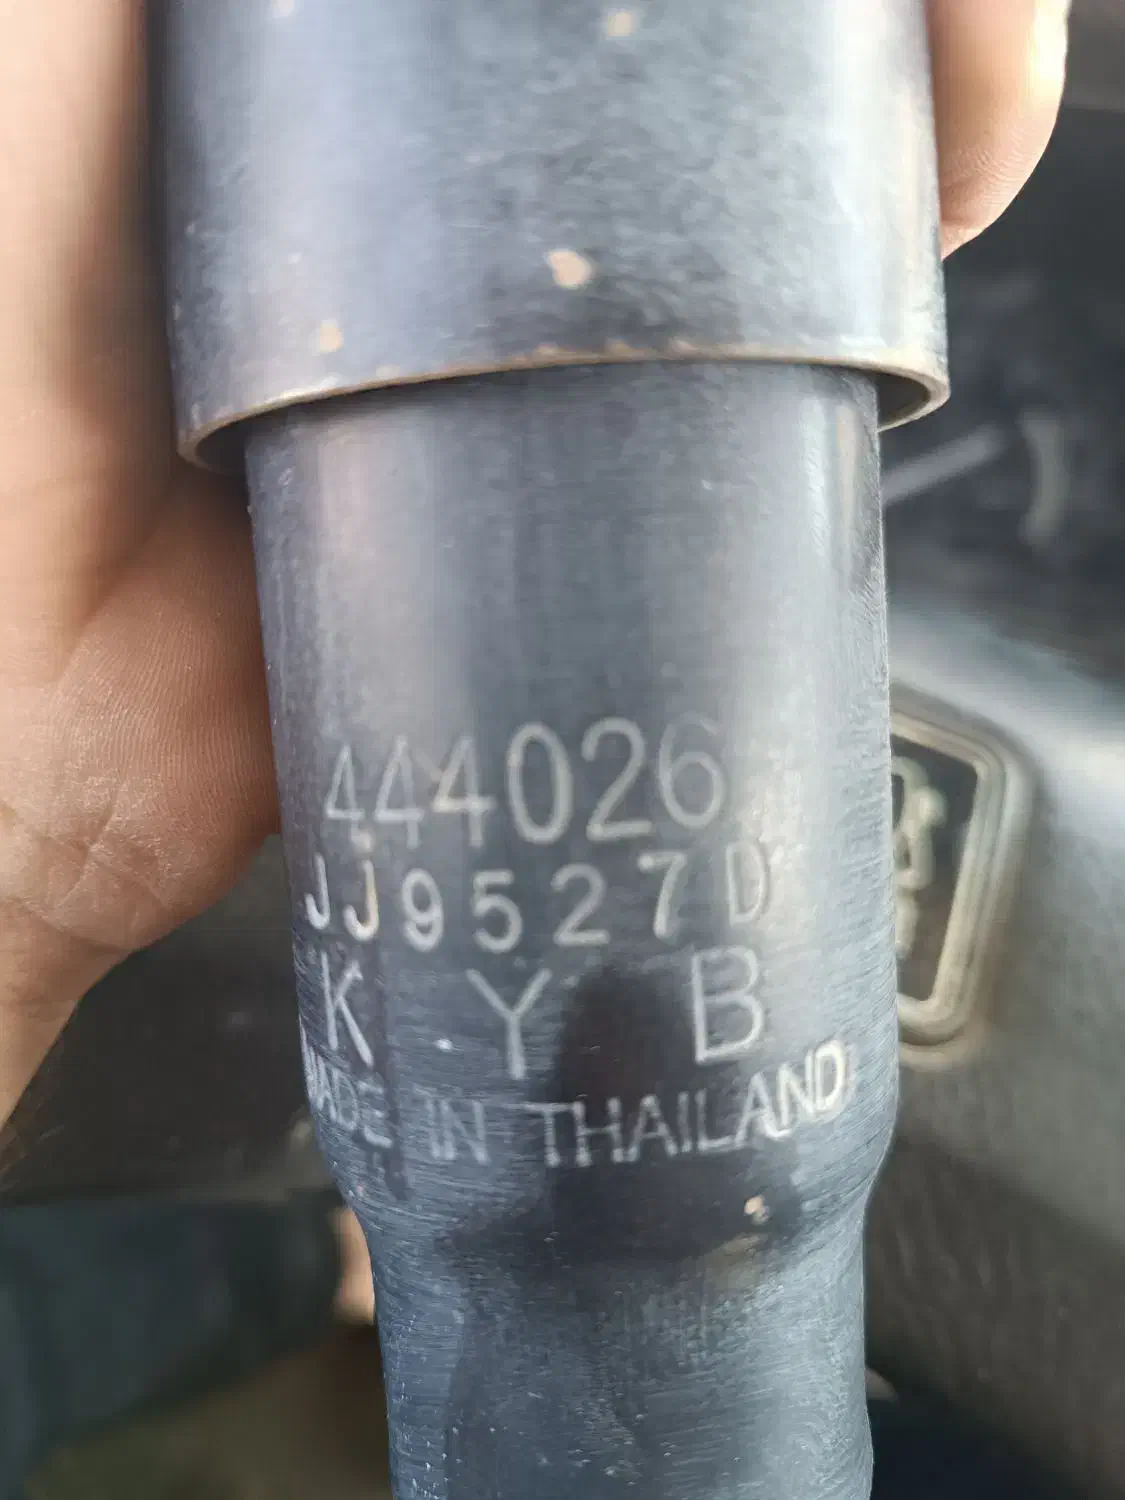 444026
JJ9527D
K Y B
MADE IN THAILAND